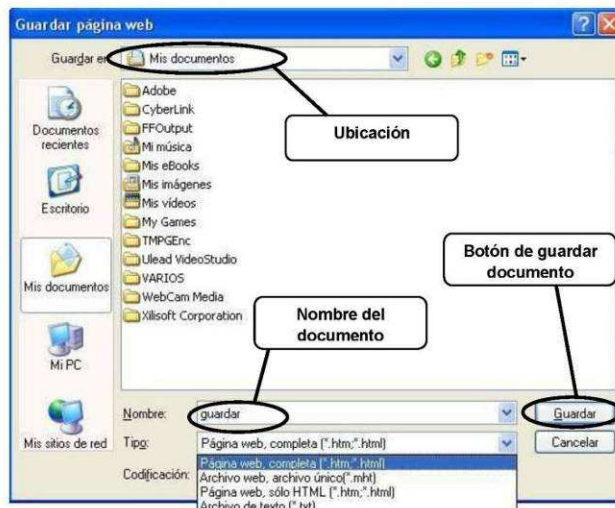 Guardar página web
Guardar en:
Mis documentos
Documentos
recientes
Escritorio
Mis documentos
Mi PC
Mis sitios de red
Adobe
CyberLink
FFOutput
Mi música
Mis eBooks
Mis imágenes
Mis vídeos
My Games
TMPGEnc
Ulead VideoStudio
VARIOS
WebCam Media
Xilisoft Corporation
Ubicación
Botón de guardar
documento
Nombre del
documento
Nombre: guardar Guardar
Tipo: Página web, completa (*.htm;*.html) Cancelar
Codificación:
Página web, completa (*.htm;*.html)
Archivo web, archivo único(*.mht)
Página web, sólo HTML (*.htm;*.html)
Archivo de texto (*.txt)